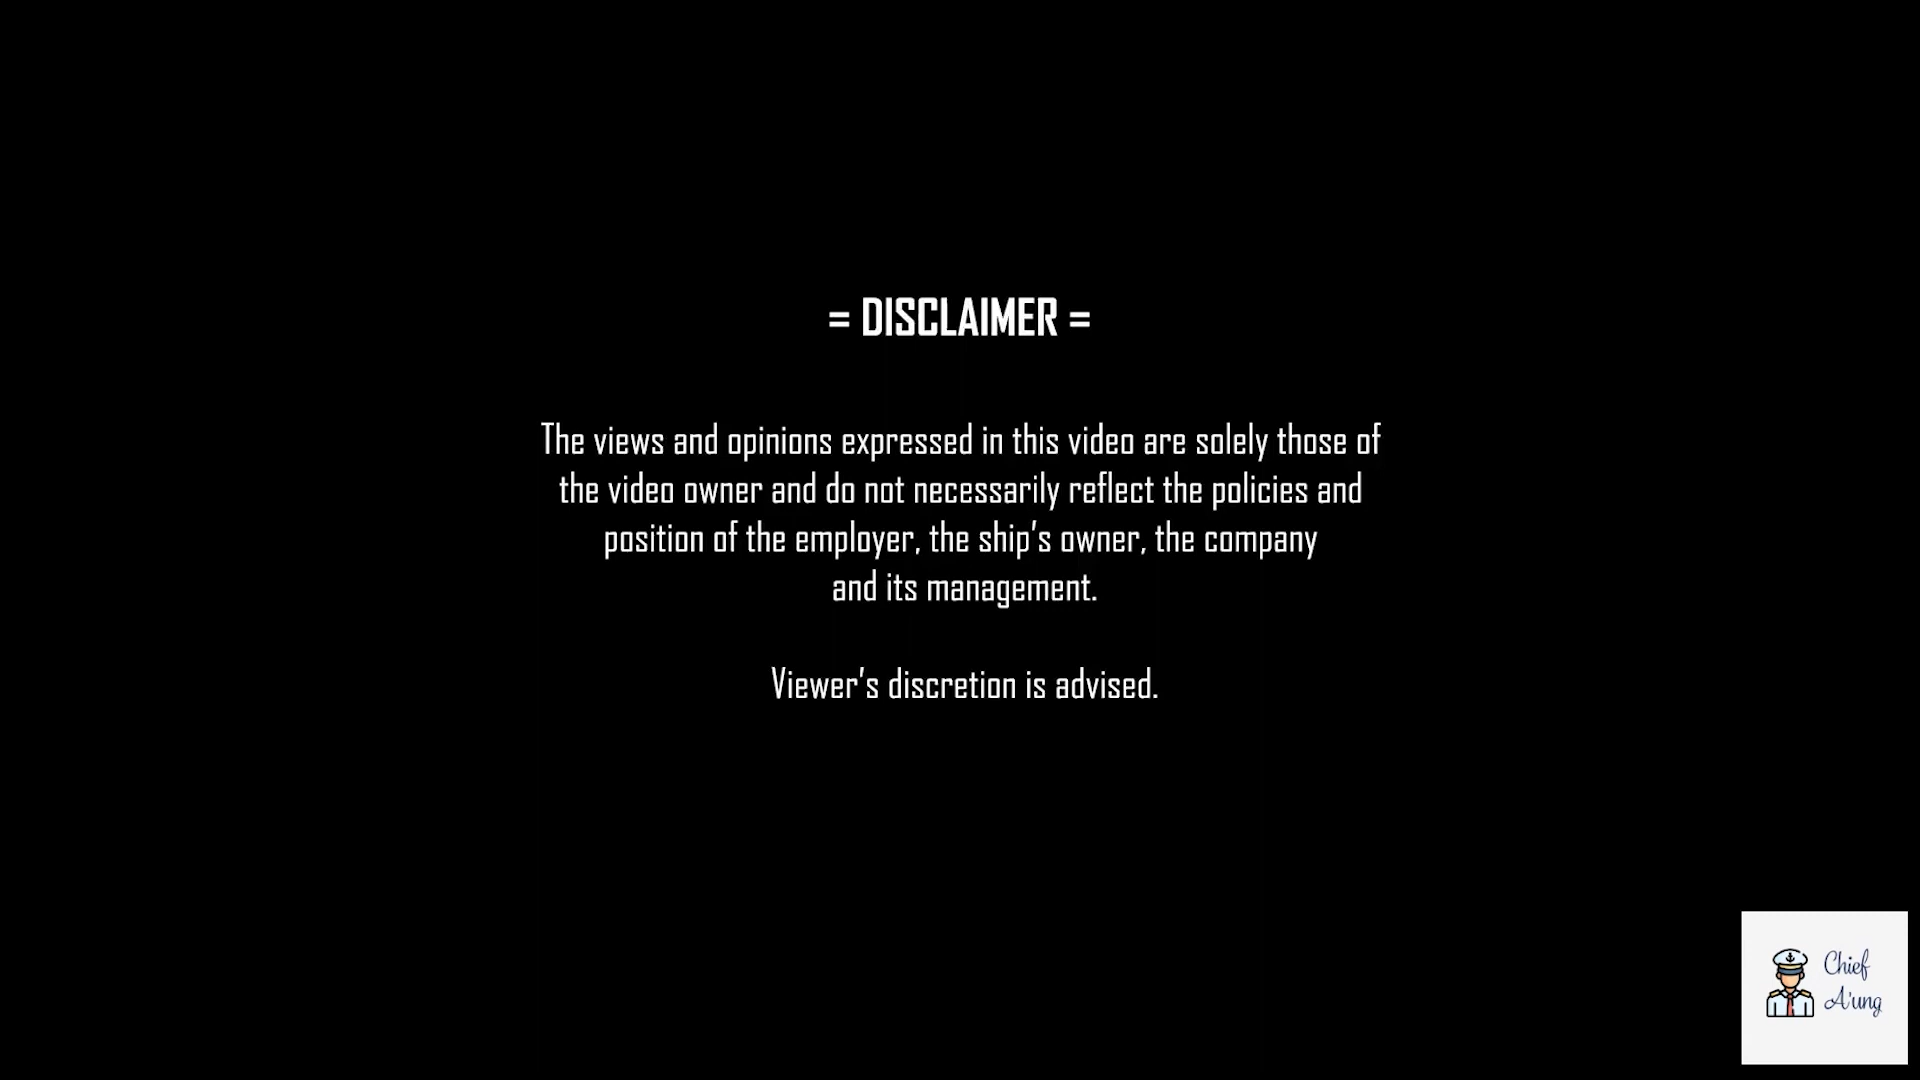 = DISCLAIMER =
The views and opinions expressed in this video are solely those of
the video owner and do not necessarily reflect the policies and
position of the employer, the ship's owner, the company
and its management.
Viewer's discretion is advised.
Chief
A'ung